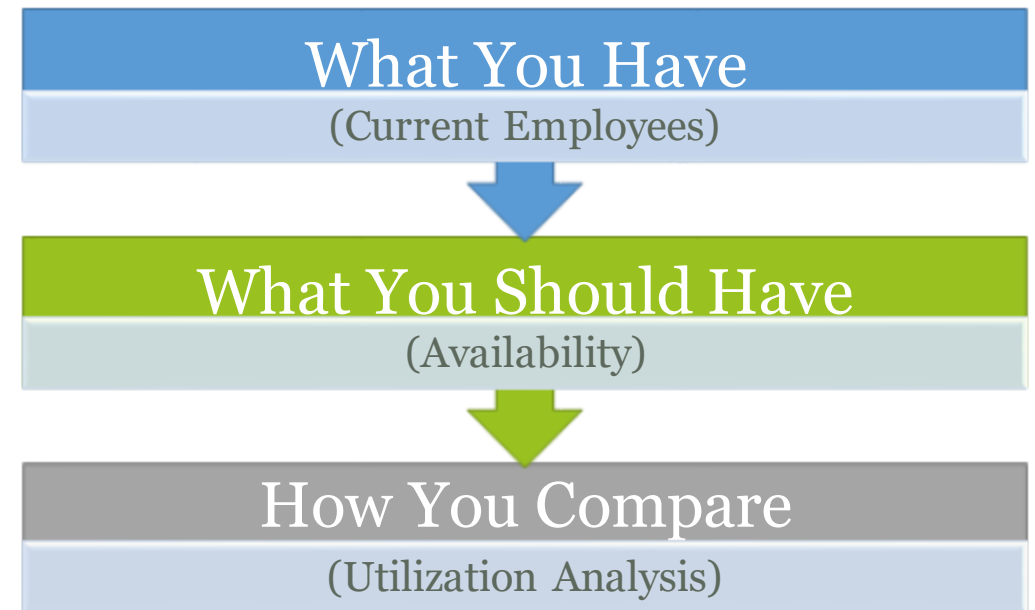 What You Have
(Current Employees)
What You Should Have
(Availability)
How You Compare
(Utilization Analysis)